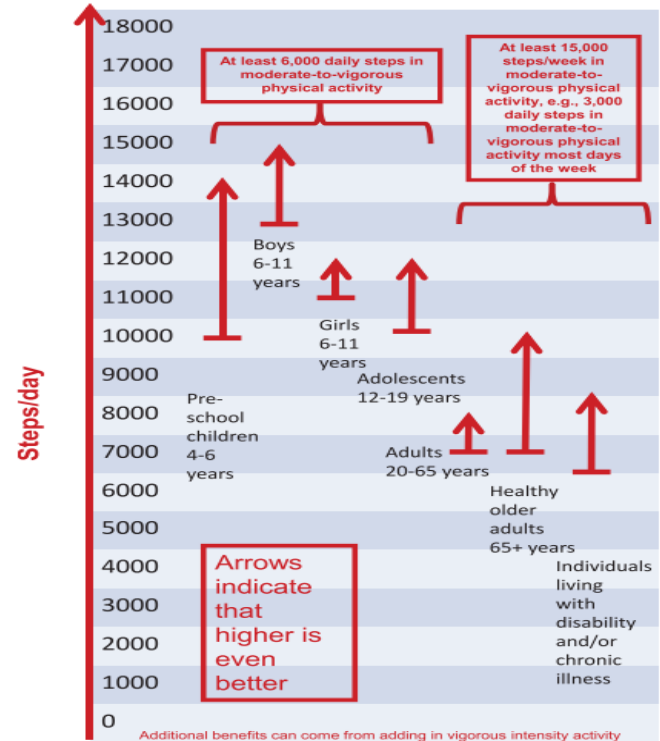 18000
17000
16000
15000
14000
13000
12000
11000
10000
9000
8000
7000
6000
5000
4000
3000
2000
1000
0
Steps/day
At least 6,000 daily steps in
moderate-to-vigorous
physical activity
At least 15,000
steps/week in
moderate-to-
vigorous physical
activity, e.g., 3,000
daily steps in
moderate-to-
vigorous physical
activity most days
of the week
Pre-
school
children
4-6
years
Boys
6-11
years
Girls
6-11
years
Adolescents
12-19 years
Adults
20-65 years
Healthy
older
adults
65+ years
Individuals
living
with
disability
and/or
chronic
illness
Arrows
indicate
that
higher is
even
better
Additional benefits can come from adding in vigorous intensity activity